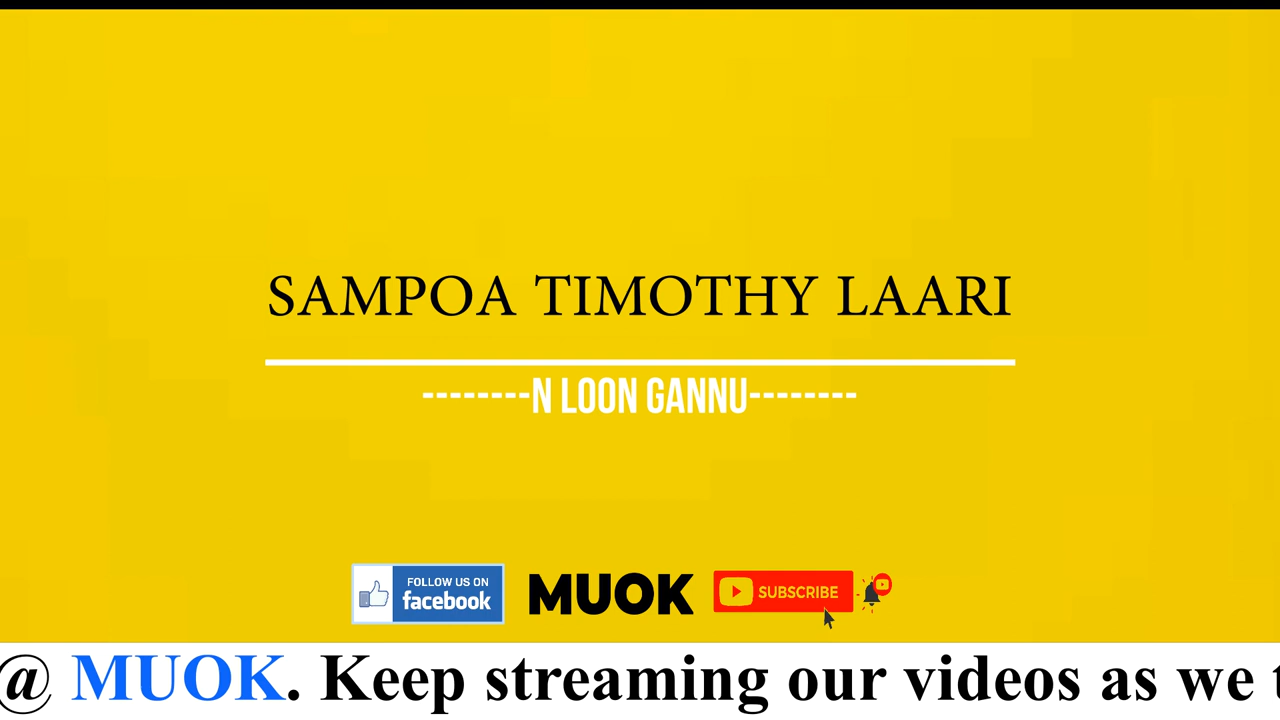 SAMPOA TIMOTHY LAARI
--------N LOON GANNU--------
FOLLOW US ON
facebook
MUOK
SUBSCRIBE
@ MUOK. Keep streaming our videos as we